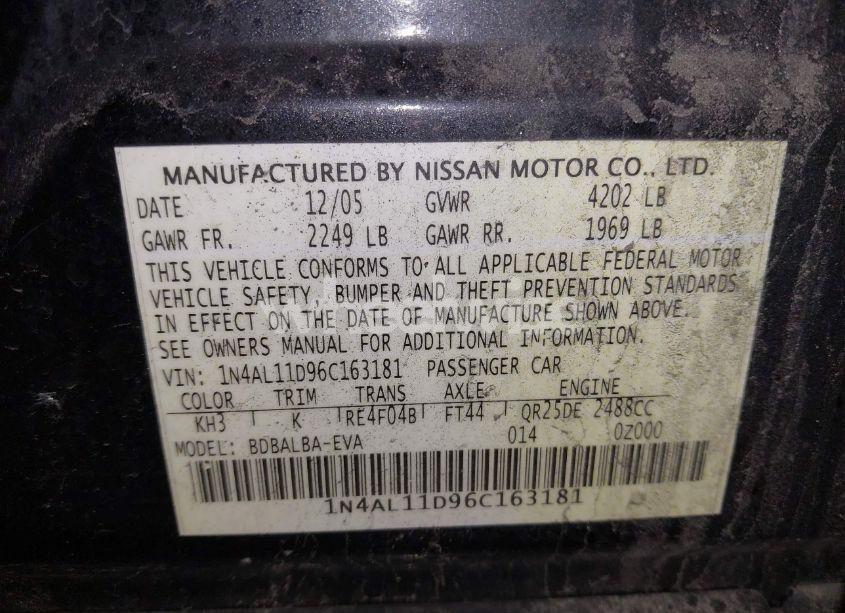 MANUFACTURED BY NISSAN MOTOR CO., LTD.
DATE 12/05 GVWR 4202 LB
GAWR FR. 2249 LB GAWR RR. 1969 LB
THIS VEHICLE CONFORMS TO ALL APPLICABLE FEDERAL MOTOR
VEHICLE SAFETY, BUMPER AND THEFT PREVENTION STANDARDS
IN EFFECT ON THE DATE OF MANUFACTURE SHOWN ABOVE.
SEE OWNERS MANUAL FOR ADDITIONAL INFORMATION.
VIN: 1N4AL11D96C163181 PASSENGER CAR
COLOR TRIM TRANS AXLE ENGINE
KH3 K RE4F04B FT44 QR25DE 2488CC
MODEL: BDBALBA-EVA 014 0Z000
1N4AL11D96C163181